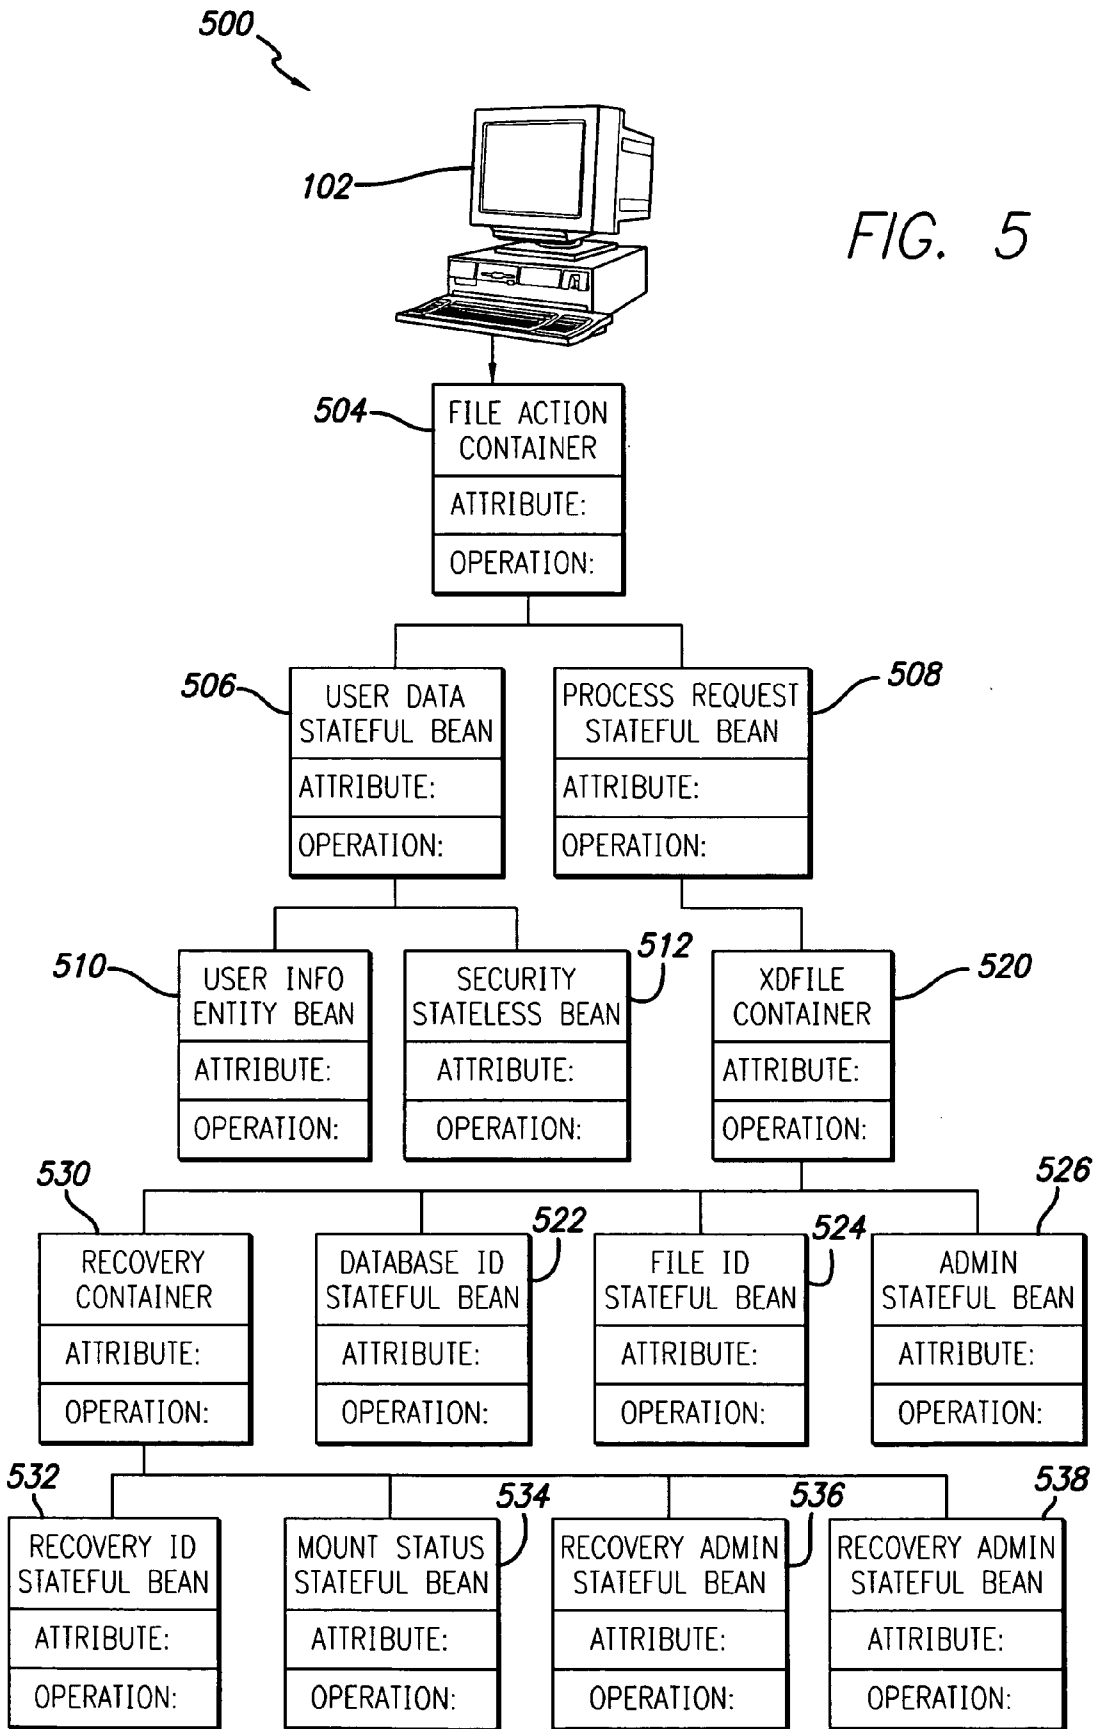 500
102
FIG. 5
504
FILE ACTION
CONTAINER
ATTRIBUTE:
OPERATION:
506
USER DATA
STATEFUL BEAN
ATTRIBUTE:
OPERATION:
PROCESS REQUEST
STATEFUL BEAN
ATTRIBUTE:
OPERATION:
508
510
USER INFO
ENTITY BEAN
ATTRIBUTE:
OPERATION:
SECURITY
STATELESS BEAN
ATTRIBUTE:
OPERATION:
512
XDFILE
CONTAINER
ATTRIBUTE:
OPERATION:
520
530
RECOVERY
CONTAINER
ATTRIBUTE:
OPERATION:
522
DATABASE ID
STATEFUL BEAN
ATTRIBUTE:
OPERATION:
524
FILE ID
STATEFUL BEAN
ATTRIBUTE:
OPERATION:
526
ADMIN
STATEFUL BEAN
ATTRIBUTE:
OPERATION:
532
RECOVERY ID
STATEFUL BEAN
ATTRIBUTE:
OPERATION:
534
MOUNT STATUS
STATEFUL BEAN
ATTRIBUTE:
OPERATION:
536
RECOVERY ADMIN
STATEFUL BEAN
ATTRIBUTE:
OPERATION:
538
RECOVERY ADMIN
STATEFUL BEAN
ATTRIBUTE:
OPERATION: